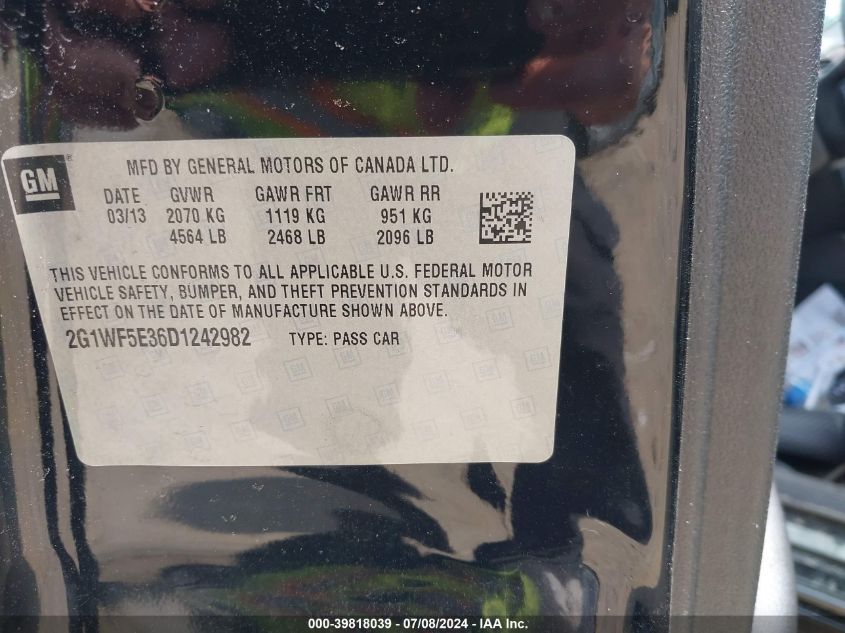 GM
MFD BY GENERAL MOTORS OF CANADA LTD.
DATE GVWR GAWR FRT GAWR RR
03/13 2070 KG 1119 KG 951 KG
4564 LB 2468 LB 2096 LB
THIS VEHICLE CONFORMS TO ALL APPLICABLE U.S. FEDERAL MOTOR
VEHICLE SAFETY, BUMPER, AND THEFT PREVENTION STANDARDS IN
EFFECT ON THE DATE OF MANUFACTURE SHOWN ABOVE.
2G1WF5E36D1242982 TYPE: PASS CAR
000-39818039 - 07/08/2024 - IAA Inc.